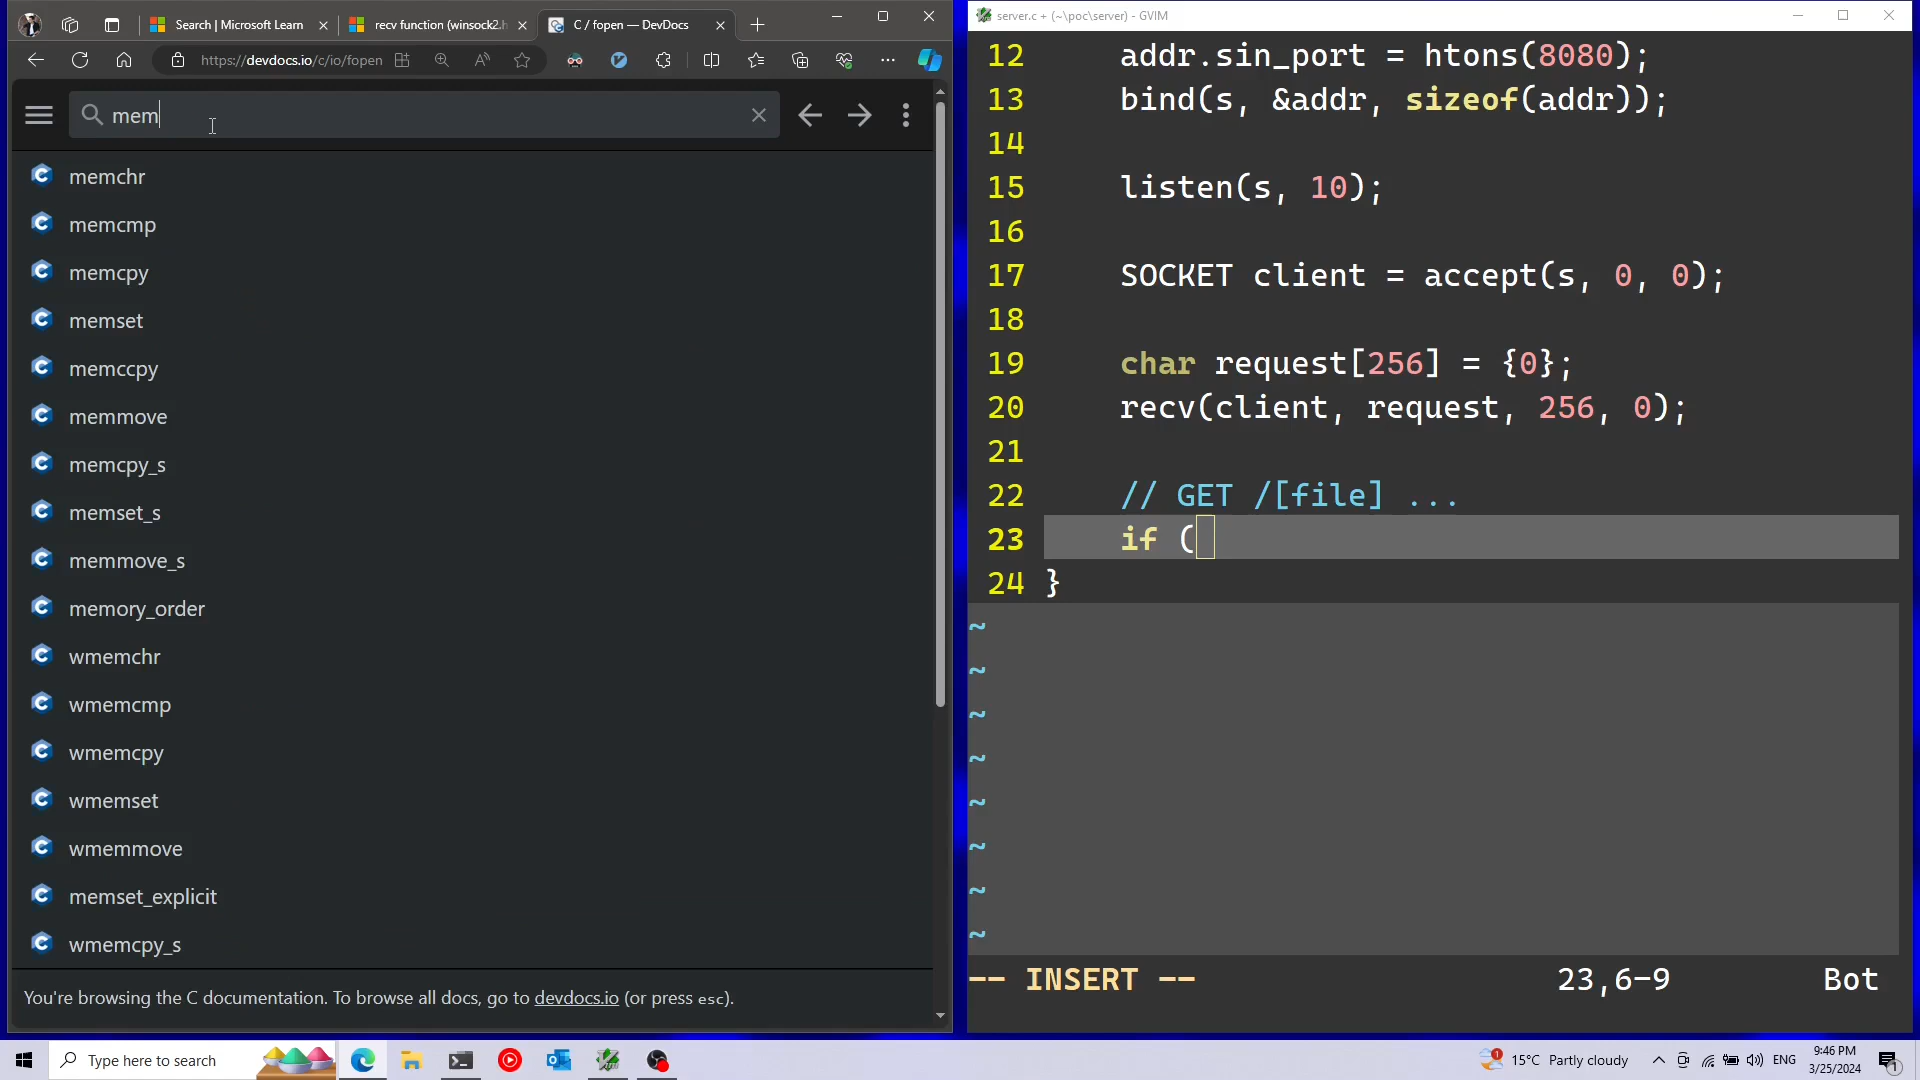 Search | Microsoft Learn
recv function (winsock2.h
C / fopen — DevDocs
https://devdocs.io/c/io/fopen
mem
memchr
memcmp
memcpy
memset
memccpy
memmove
memcpy_s
memset_s
memmove_s
memory_order
wmemchr
wmemcmp
wmemcpy
wmemset
wmemmove
memset_explicit
wmemcpy_s
You're browsing the C documentation. To browse all docs, go to devdocs.io (or press esc).
server.c + (~\poc\server) - GVIM
12 addr.sin_port = htons(8080);
13 bind(s, &addr, sizeof(addr));
14
15 listen(s, 10);
16
17 SOCKET client = accept(s, 0, 0);
18
19 char request[256] = {0};
20 recv(client, request, 256, 0);
21
22 // GET /[file] ...
23 if (
24 }
~
~
~
~
~
~
~
~
-- INSERT -- 23,6-9 Bot
Type here to search
1
15°C Partly cloudy
ENG
9:46 PM
3/25/2024
1